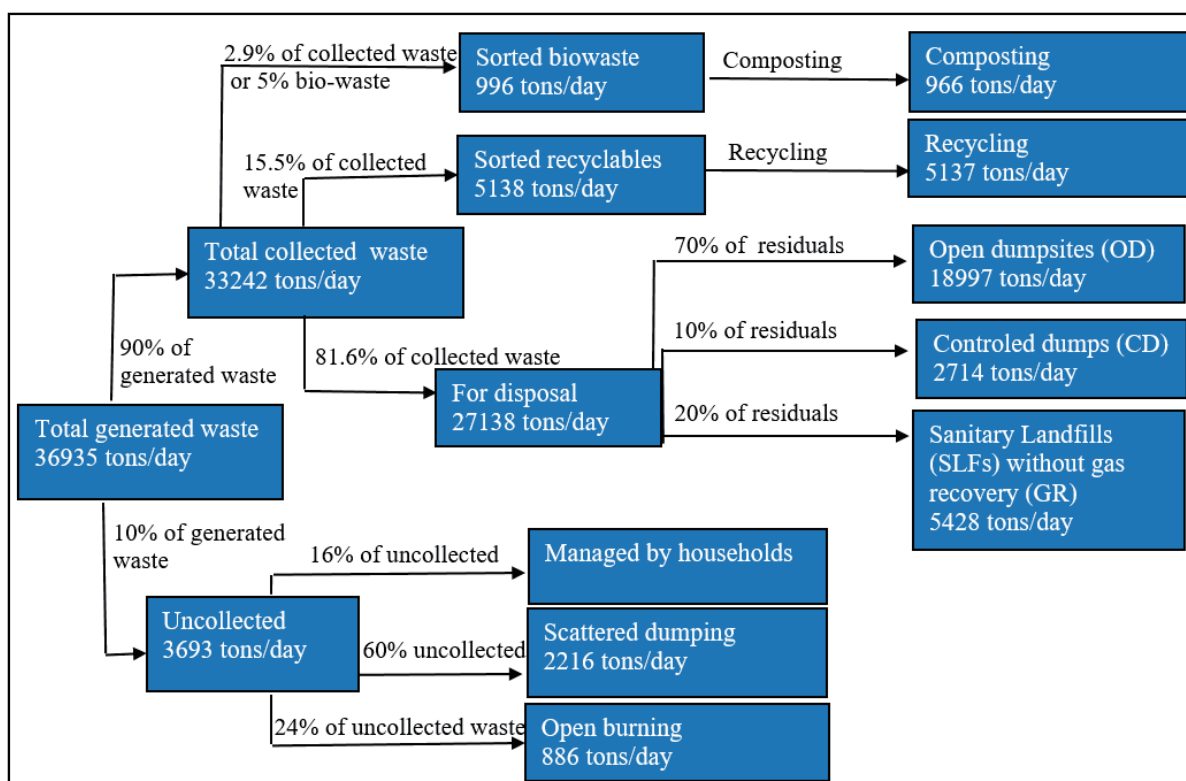 2.9% of collected waste
or 5% bio-waste
Sorted biowaste
996 tons/day
Composting
Composting
966 tons/day
15.5% of collected
waste
Sorted recyclables
5138 tons/day
Recycling
Recycling
5137 tons/day
Total collected waste
33242 tons/day
70% of residuals
Open dumpsites (OD)
18997 tons/day
90% of
generated waste
81.6% of collected waste
For disposal
27138 tons/day
10% of residuals
Controled dumps (CD)
2714 tons/day
20% of residuals
Sanitary Landfills
(SLFs) without gas
recovery (GR)
5428 tons/day
Total generated waste
36935 tons/day
10% of generated
waste
16% of uncollected
Managed by households
Uncollected
3693 tons/day
60% uncollected
Scattered dumping
2216 tons/day
24% of uncollected waste
Open burning
886 tons/day